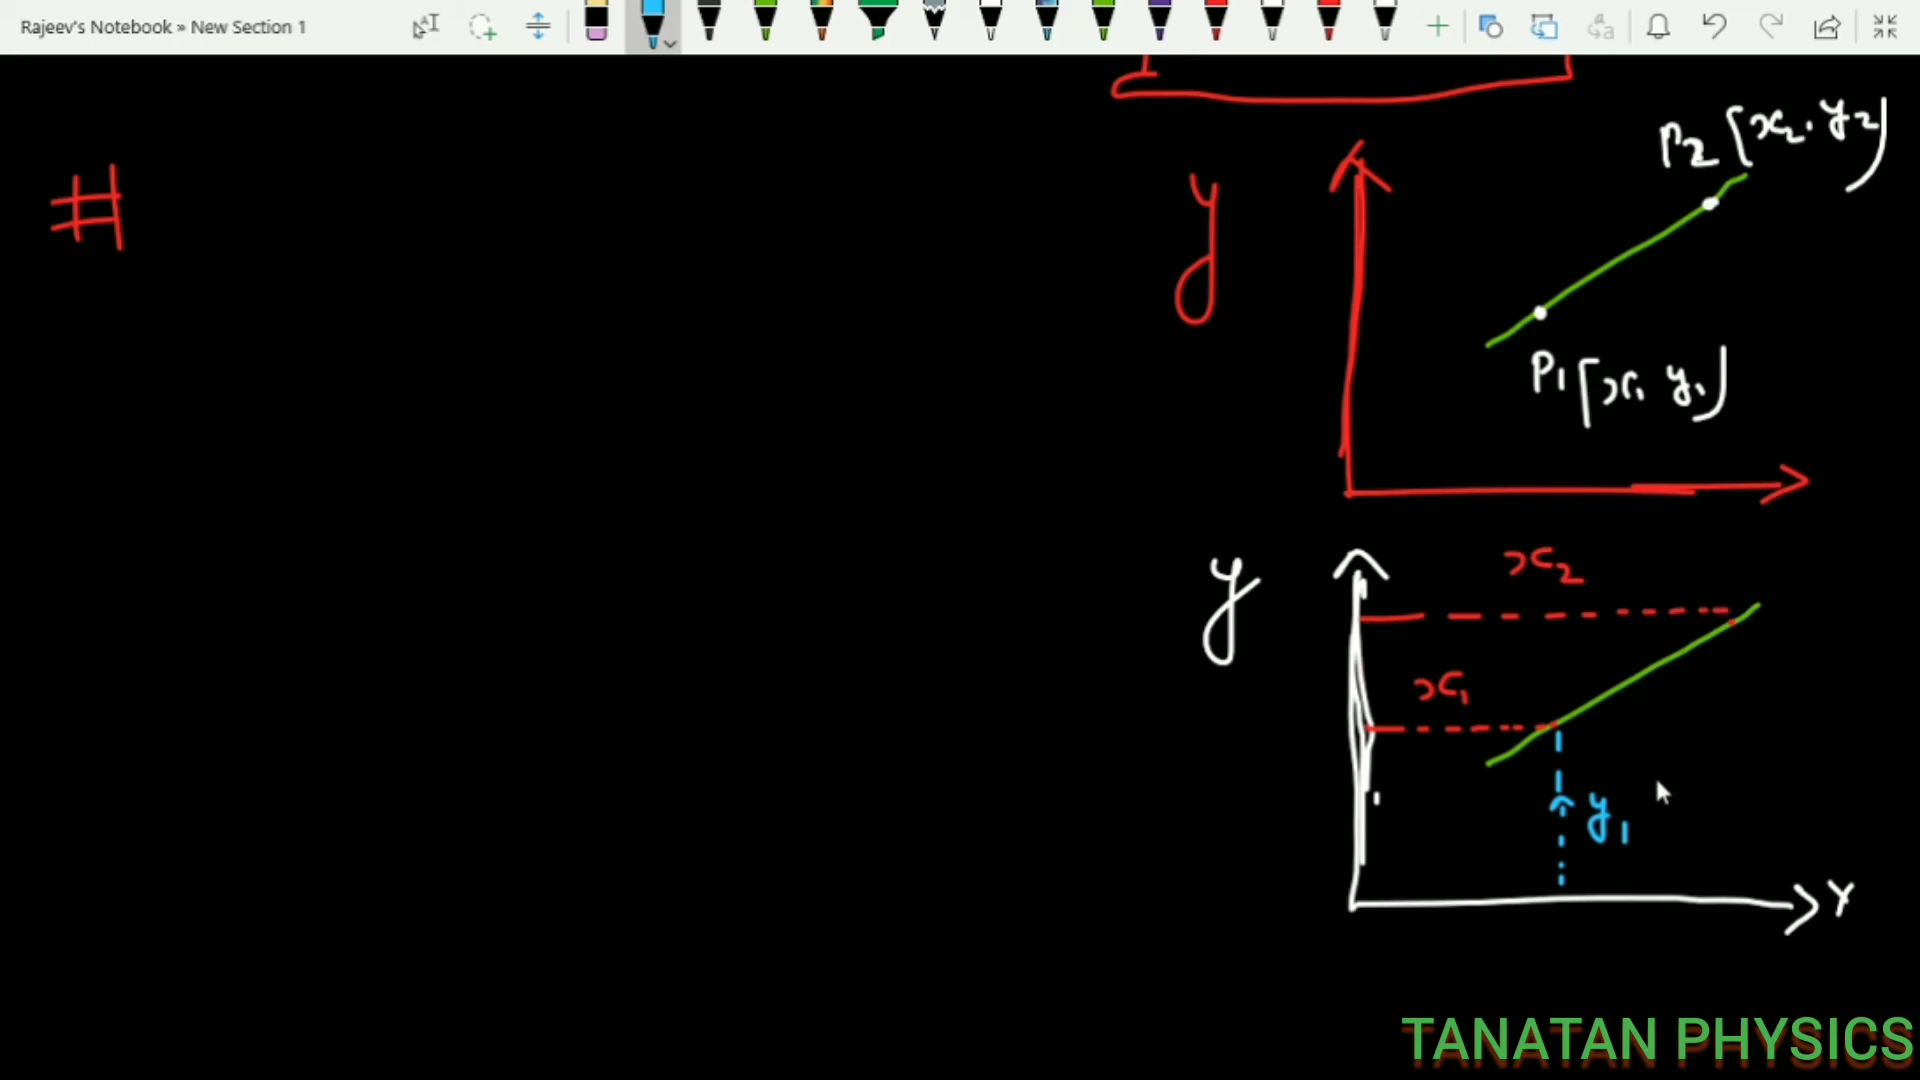 Rajeev's Notebook » New Section 1
#
P2 [x2, y2)
y
P1 [x1, y1)
x2
y
x1
y1
X
TANATAN PHYSICS